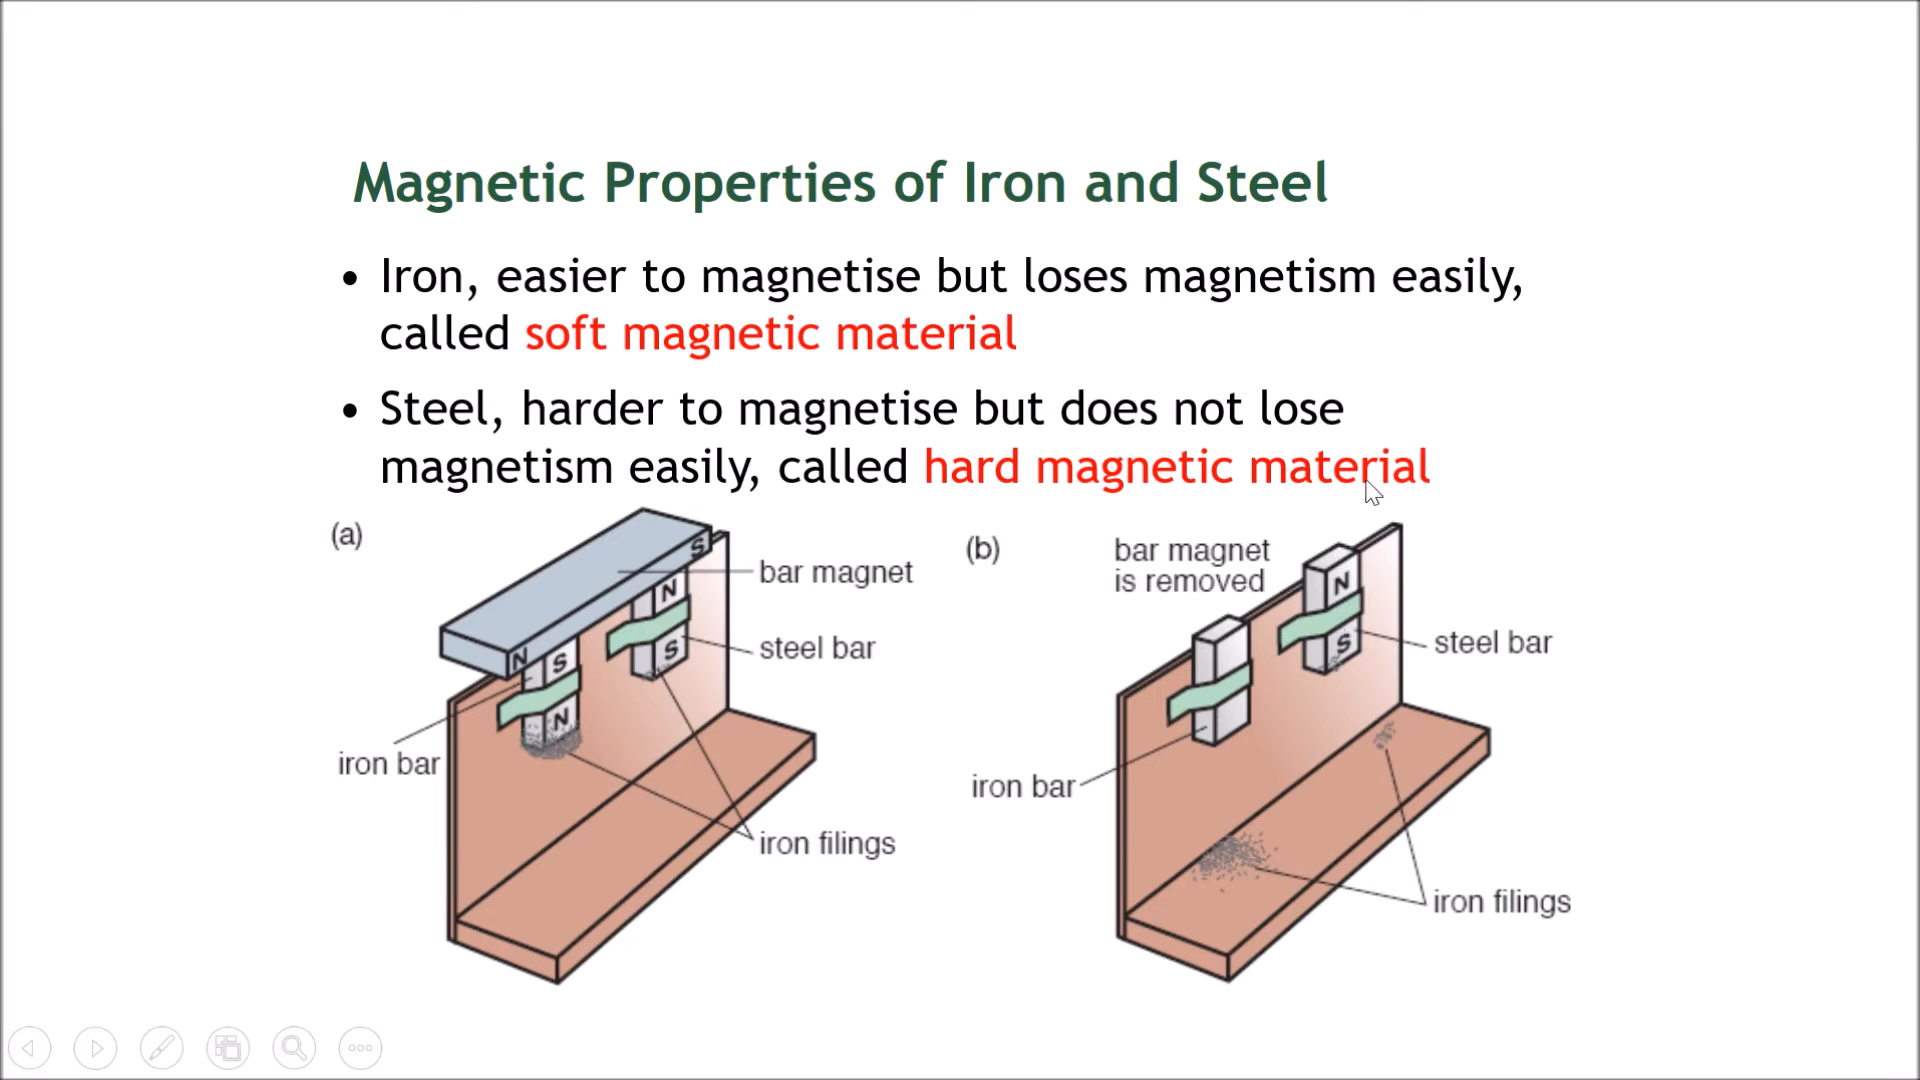 Magnetic Properties of Iron and Steel
• Iron, easier to magnetise but loses magnetism easily,
called soft magnetic material
• Steel, harder to magnetise but does not lose
magnetism easily, called hard magnetic material
(a)
S
bar magnet
N
steel bar
S
N
S
N
iron bar
iron filings
(b)
bar magnet
is removed
N
S
steel bar
iron bar
iron filings